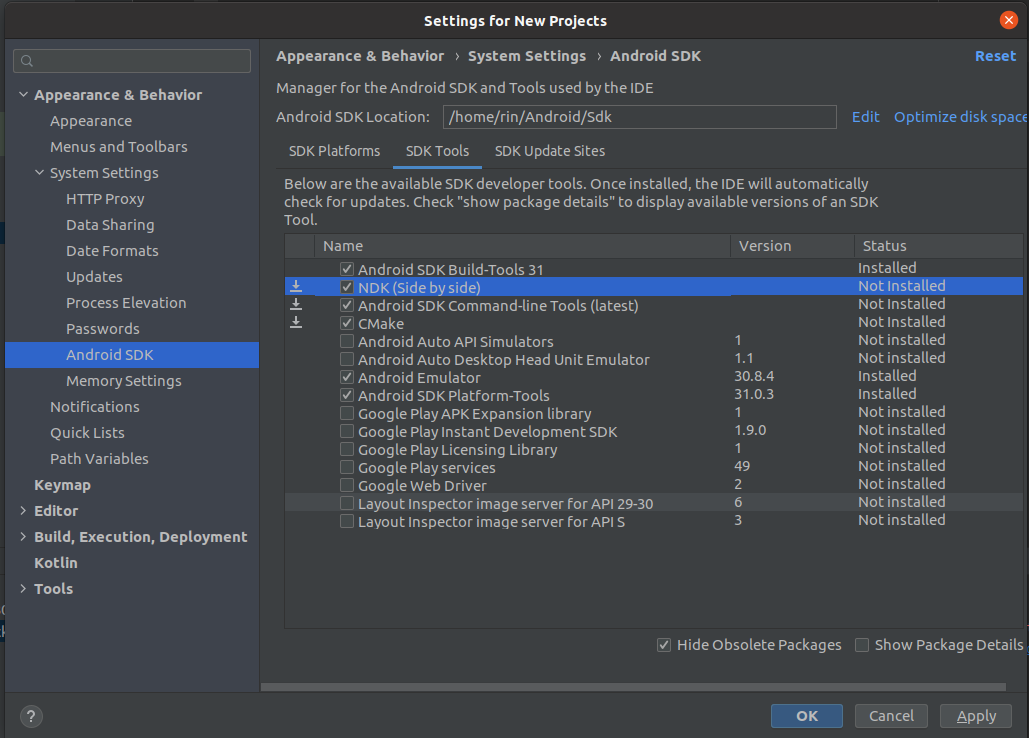 Settings for New Projects
Appearance & Behavior
Appearance
Menus and Toolbars
System Settings
HTTP Proxy
Data Sharing
Date Formats
Updates
Process Elevation
Passwords
Android SDK
Memory Settings
Notifications
Quick Lists
Path Variables
Keymap
Editor
Build, Execution, Deployment
Kotlin
Tools
Appearance & Behavior › System Settings › Android SDK Reset
Manager for the Android SDK and Tools used by the IDE
Android SDK Location: /home/rin/Android/Sdk Edit Optimize disk space
SDK Platforms SDK Tools SDK Update Sites
Below are the available SDK developer tools. Once installed, the IDE will automatically
check for updates. Check "show package details" to display available versions of an SDK
Tool.
Name Version Status
Android SDK Build-Tools 31 Installed
NDK (Side by side) Not Installed
Android SDK Command-line Tools (latest) Not Installed
CMake Not Installed
Android Auto API Simulators 1 Not installed
Android Auto Desktop Head Unit Emulator 1.1 Not installed
Android Emulator 30.8.4 Installed
Android SDK Platform-Tools 31.0.3 Installed
Google Play APK Expansion library 1 Not installed
Google Play Instant Development SDK 1.9.0 Not installed
Google Play Licensing Library 1 Not installed
Google Play services 49 Not installed
Google Web Driver 2 Not installed
Layout Inspector image server for API 29-30 6 Not installed
Layout Inspector image server for API S 3 Not installed
Hide Obsolete Packages Show Package Details
? OK Cancel Apply